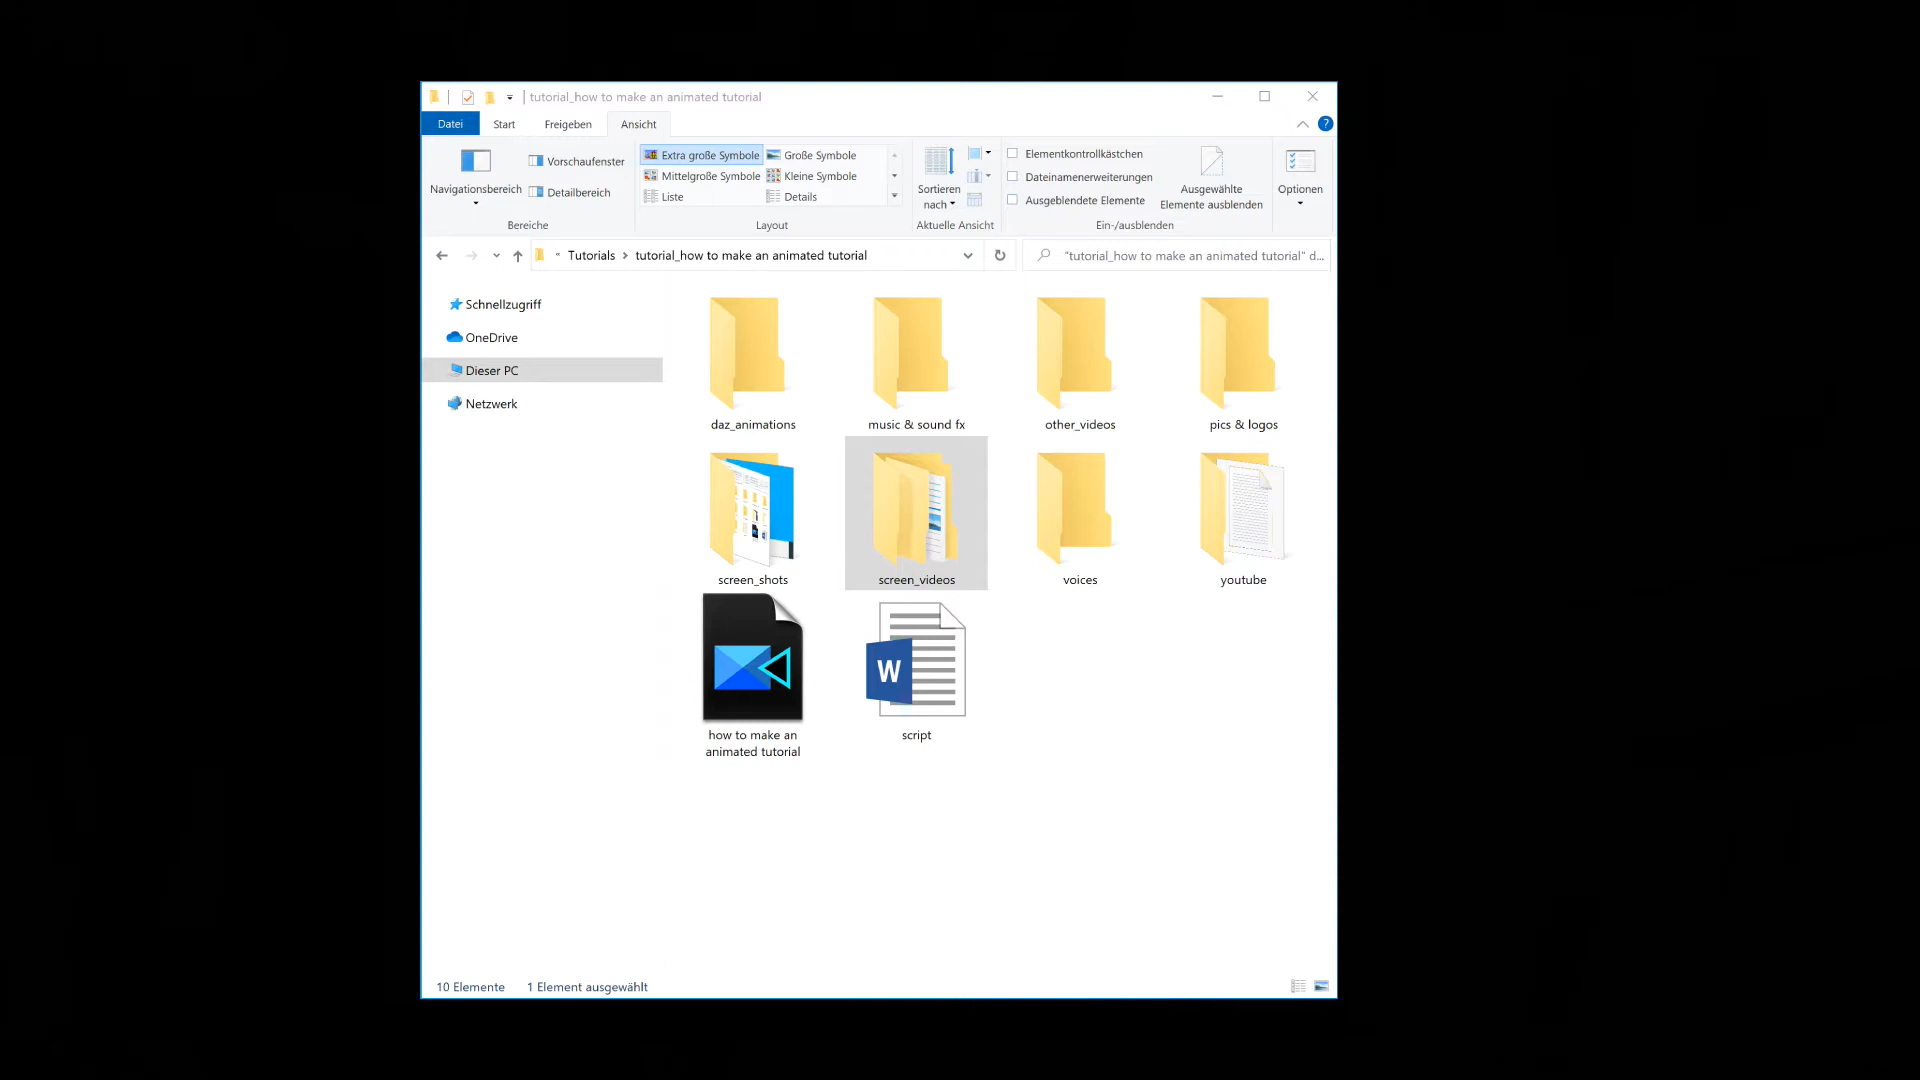 tutorial_how to make an animated tutorial
Datei Start Freigeben Ansicht ?
Navigationsbereich
Vorschaufenster
Detailbereich
Bereiche
Extra große Symbole Große Symbole
Mittelgroße Symbole Kleine Symbole
Liste Details
Layout
Sortieren
nach
Aktuelle Ansicht
Elementkontrollkästchen
Dateinamenerweiterungen
Ausgeblendete Elemente
Ausgewählte
Elemente ausblenden
Ein-/ausblenden
Optionen
« Tutorials > tutorial_how to make an animated tutorial
"tutorial_how to make an animated tutorial" d...
Schnellzugriff
OneDrive
Dieser PC
Netzwerk
daz_animations music & sound fx other_videos pics & logos
screen_shots screen_videos voices youtube
W
how to make an
animated tutorial
script
10 Elemente 1 Element ausgewählt